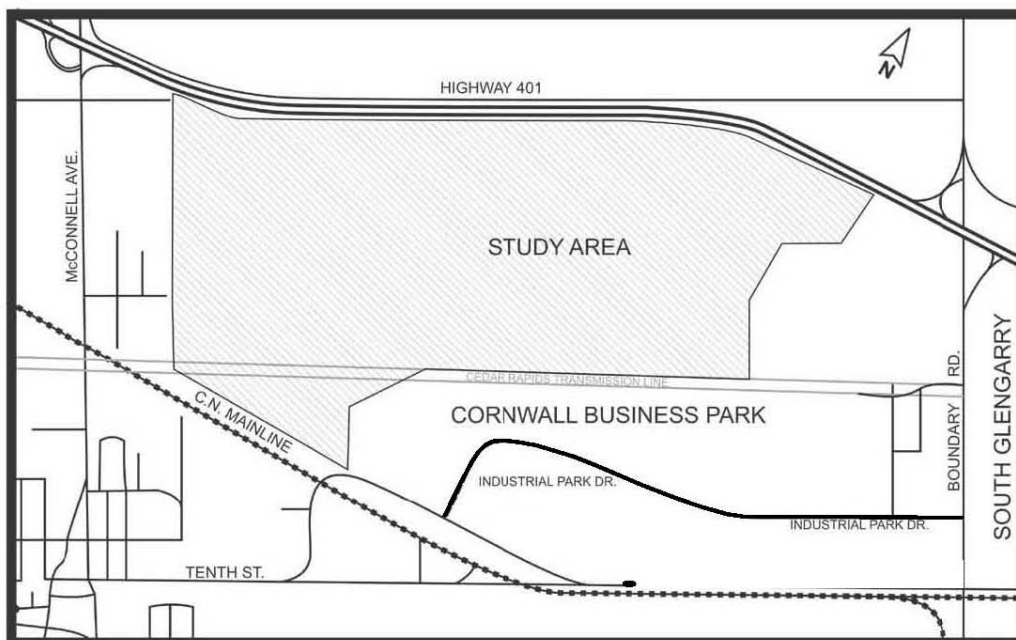 N
HIGHWAY 401
McCONNELL AVE.
STUDY AREA
CEDAR RAPIDS TRANSMISSION LINE
C.N. MAINLINE
CORNWALL BUSINESS PARK
BOUNDARY RD.
SOUTH GLENGARRY
INDUSTRIAL PARK DR.
INDUSTRIAL PARK DR.
TENTH ST.